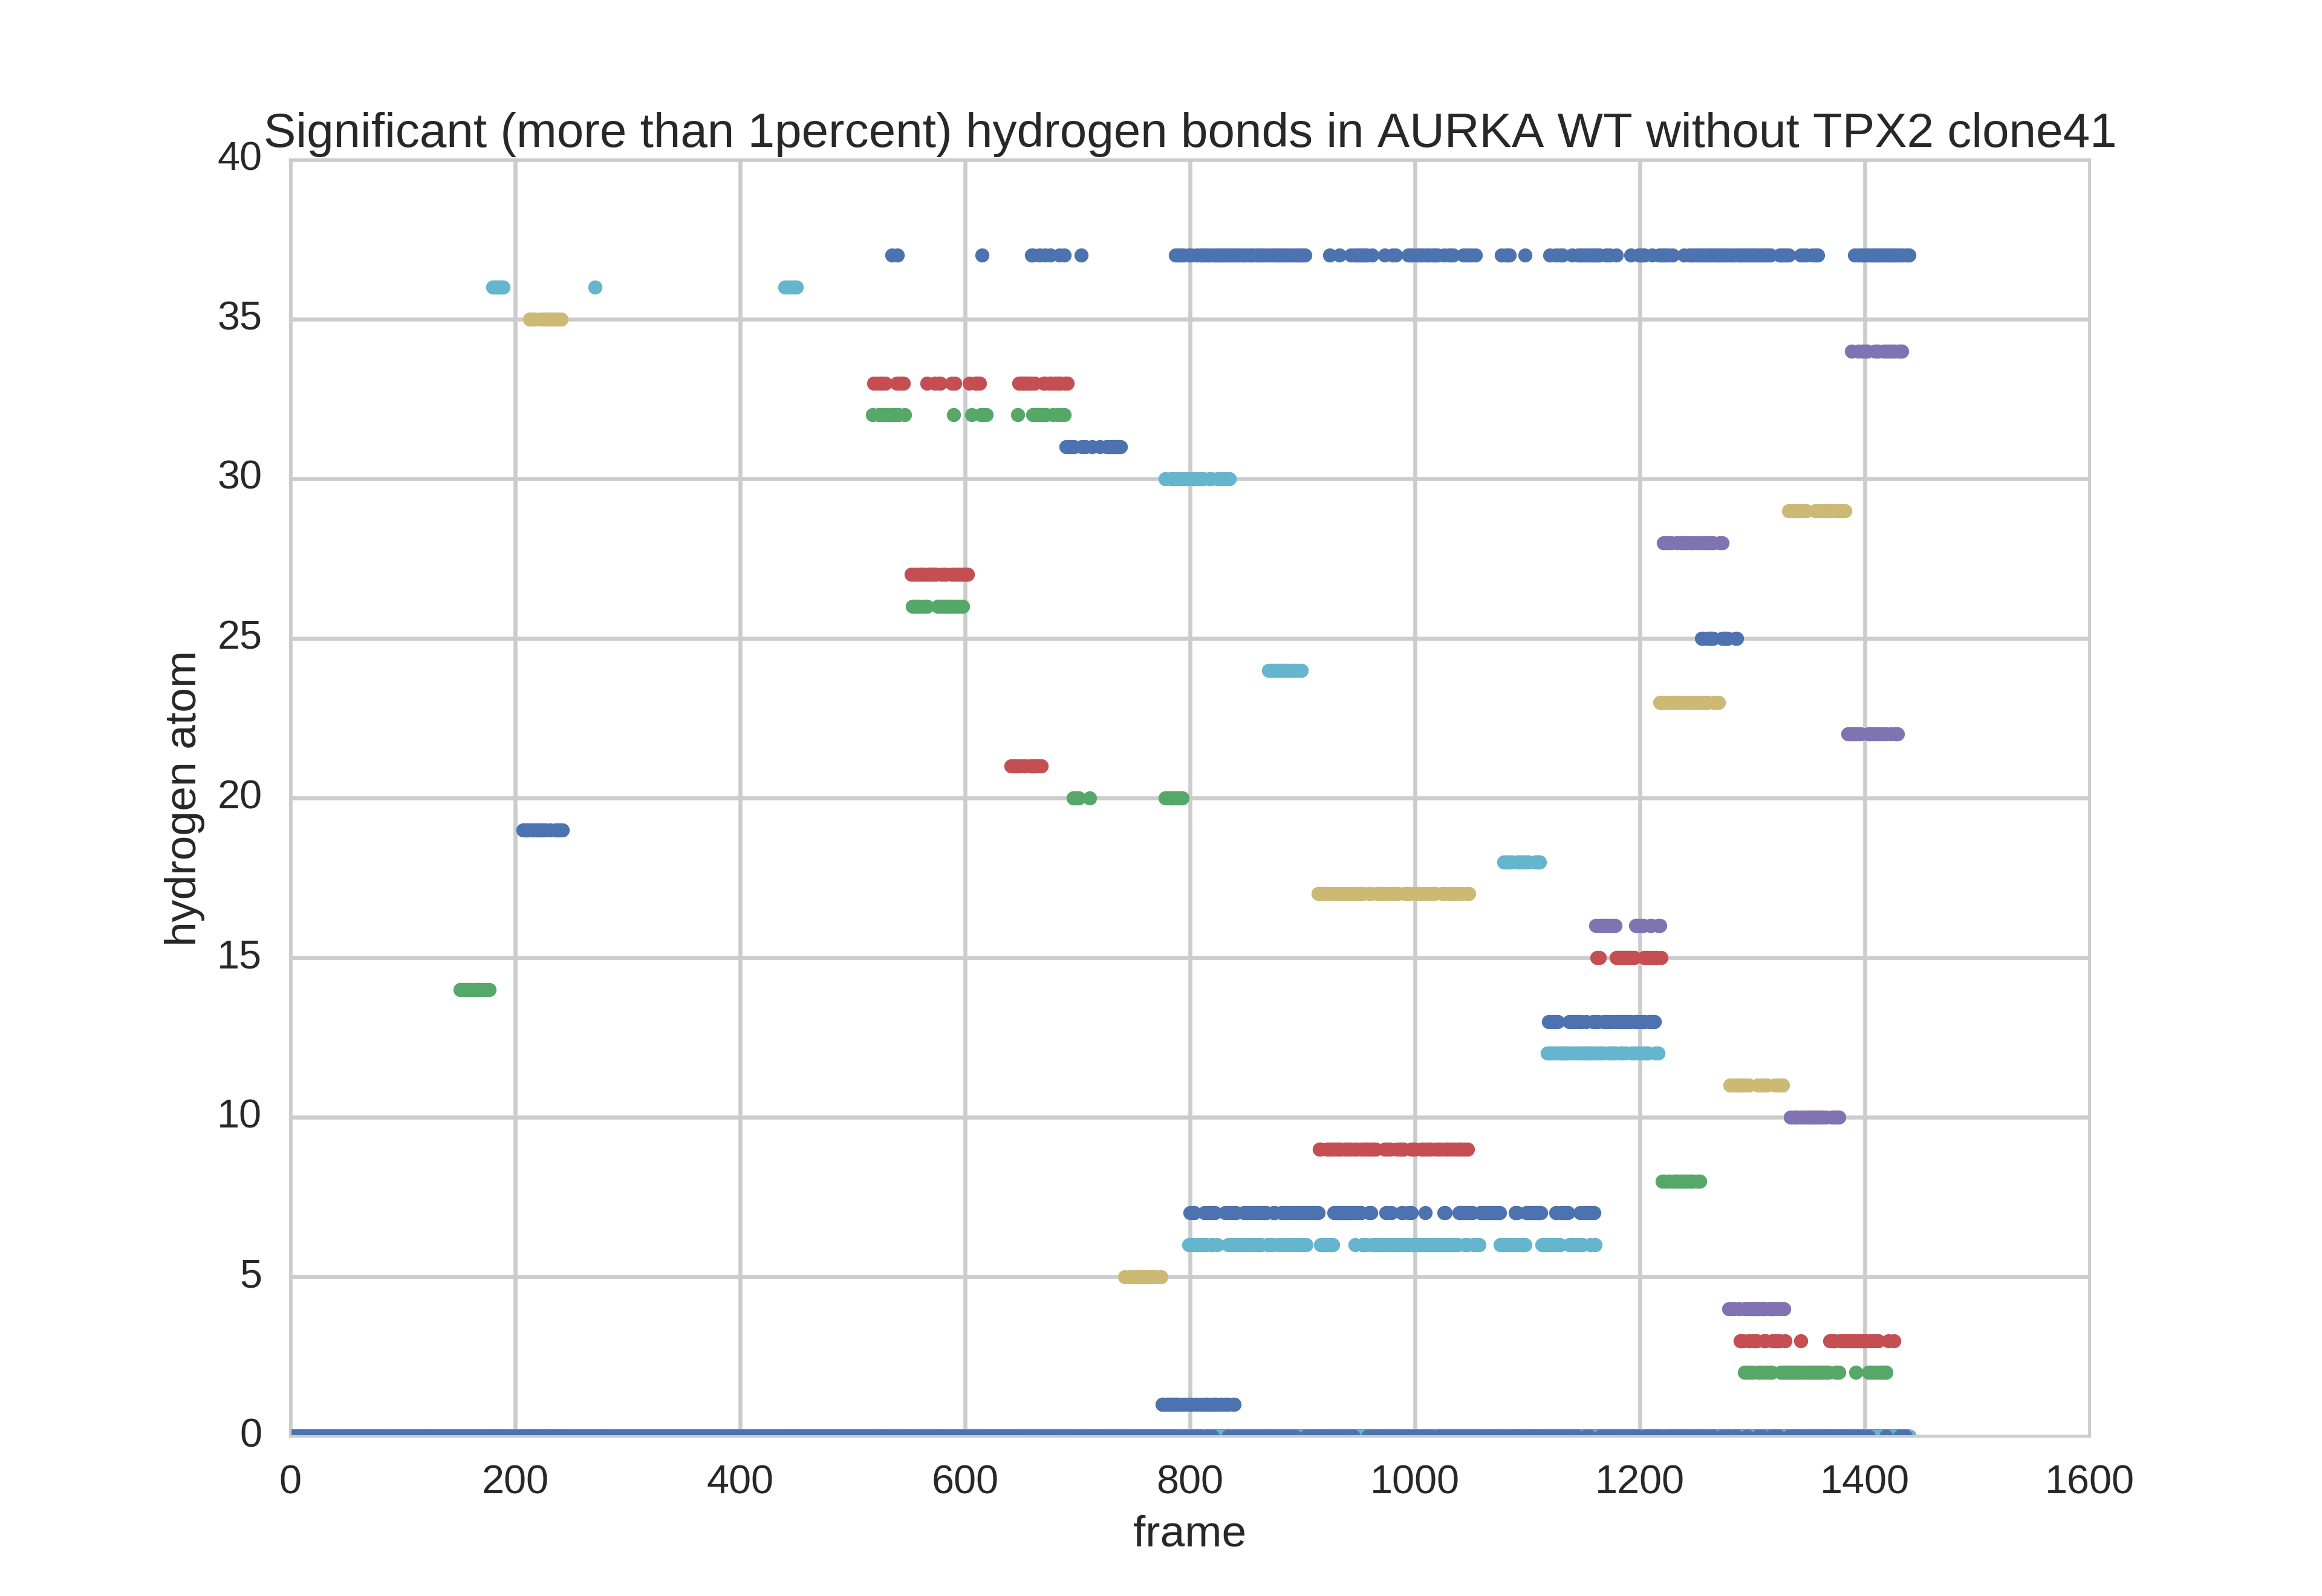 Significant (more than 1percent) hydrogen bonds in AURKA WT without TPX2 clone41
40
35
30
25
20
15
10
5
0
hydrogen atom
0 200 400 600 800 1000 1200 1400 1600
frame